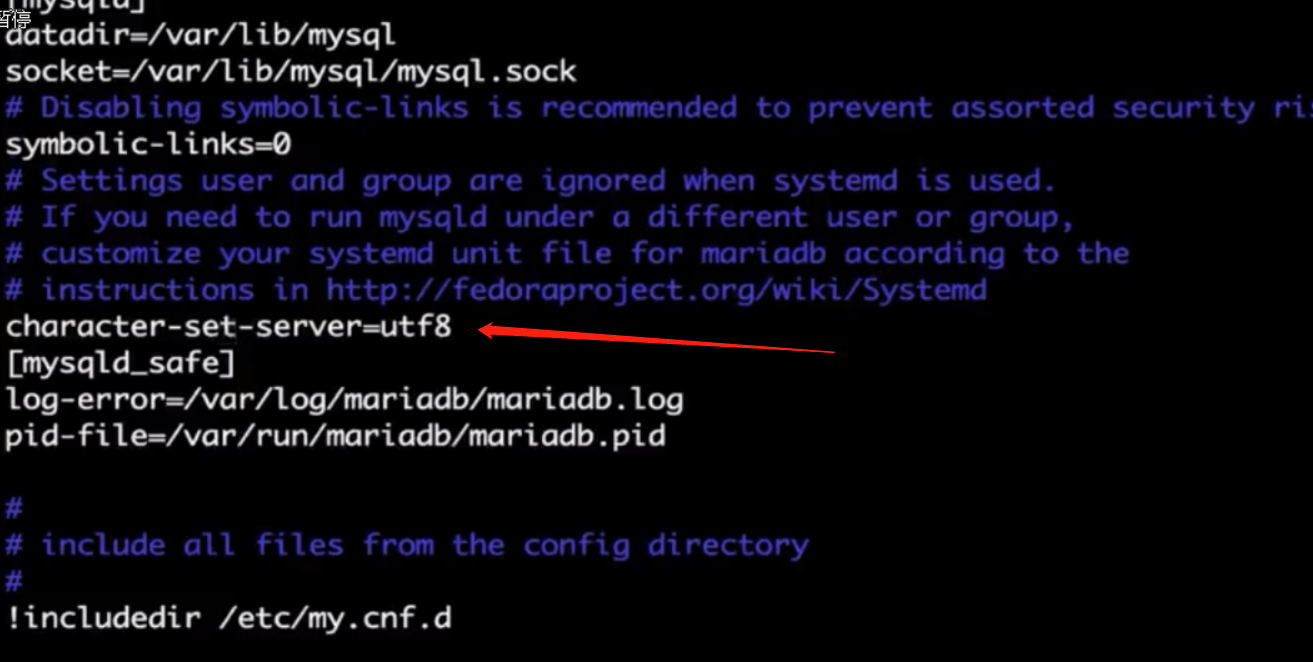 [mysqld]
暂停
datadir=/var/lib/mysql
socket=/var/lib/mysql/mysql.sock
# Disabling symbolic-links is recommended to prevent assorted security
symbolic-links=0
# Settings user and group are ignored when systemd is used.
# If you need to run mysqld under a different user or group,
# customize your systemd unit file for mariadb according to the
# instructions in http://fedoraproject.org/wiki/Systemd
character-set-server=utf8
[mysqld_safe]
log-error=/var/log/mariadb/mariadb.log
pid-file=/var/run/mariadb/mariadb.pid
#
# include all files from the config directory
#
!includedir /etc/my.cnf.d